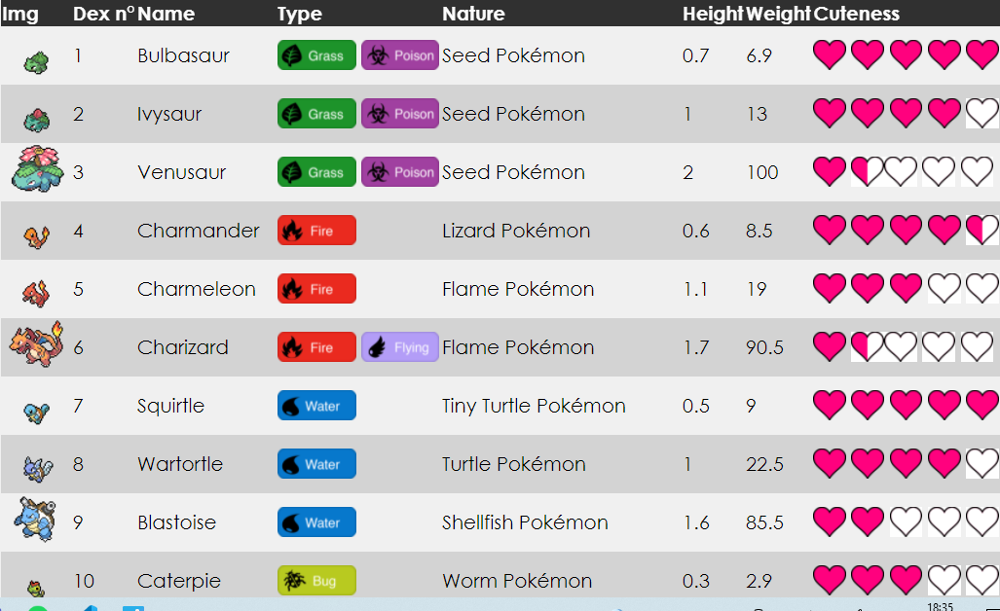 Img Dex n° Name Type Nature Height Weight Cuteness
1 Bulbasaur Grass Poison Seed Pokémon 0.7 6.9
2 Ivysaur Grass Poison Seed Pokémon 1 13
3 Venusaur Grass Poison Seed Pokémon 2 100
4 Charmander Fire Lizard Pokémon 0.6 8.5
5 Charmeleon Fire Flame Pokémon 1.1 19
6 Charizard Fire Flying Flame Pokémon 1.7 90.5
7 Squirtle Water Tiny Turtle Pokémon 0.5 9
8 Wartortle Water Turtle Pokémon 1 22.5
9 Blastoise Water Shellfish Pokémon 1.6 85.5
10 Caterpie Bug Worm Pokémon 0.3 2.9
18:35